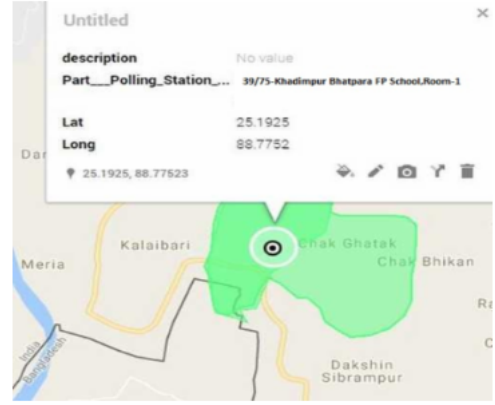 Untitled
description No value
Part___Polling_Station_... 39/75-Khadimpur Bhatpara FP School,Room-1
Lat 25.1925
Long 88.7752
25.1925, 88.77523
Kalaibari
Chak Ghatak
Chak Bhikan
Meria
India
Bangladesh
Dakshin
Sibrampur